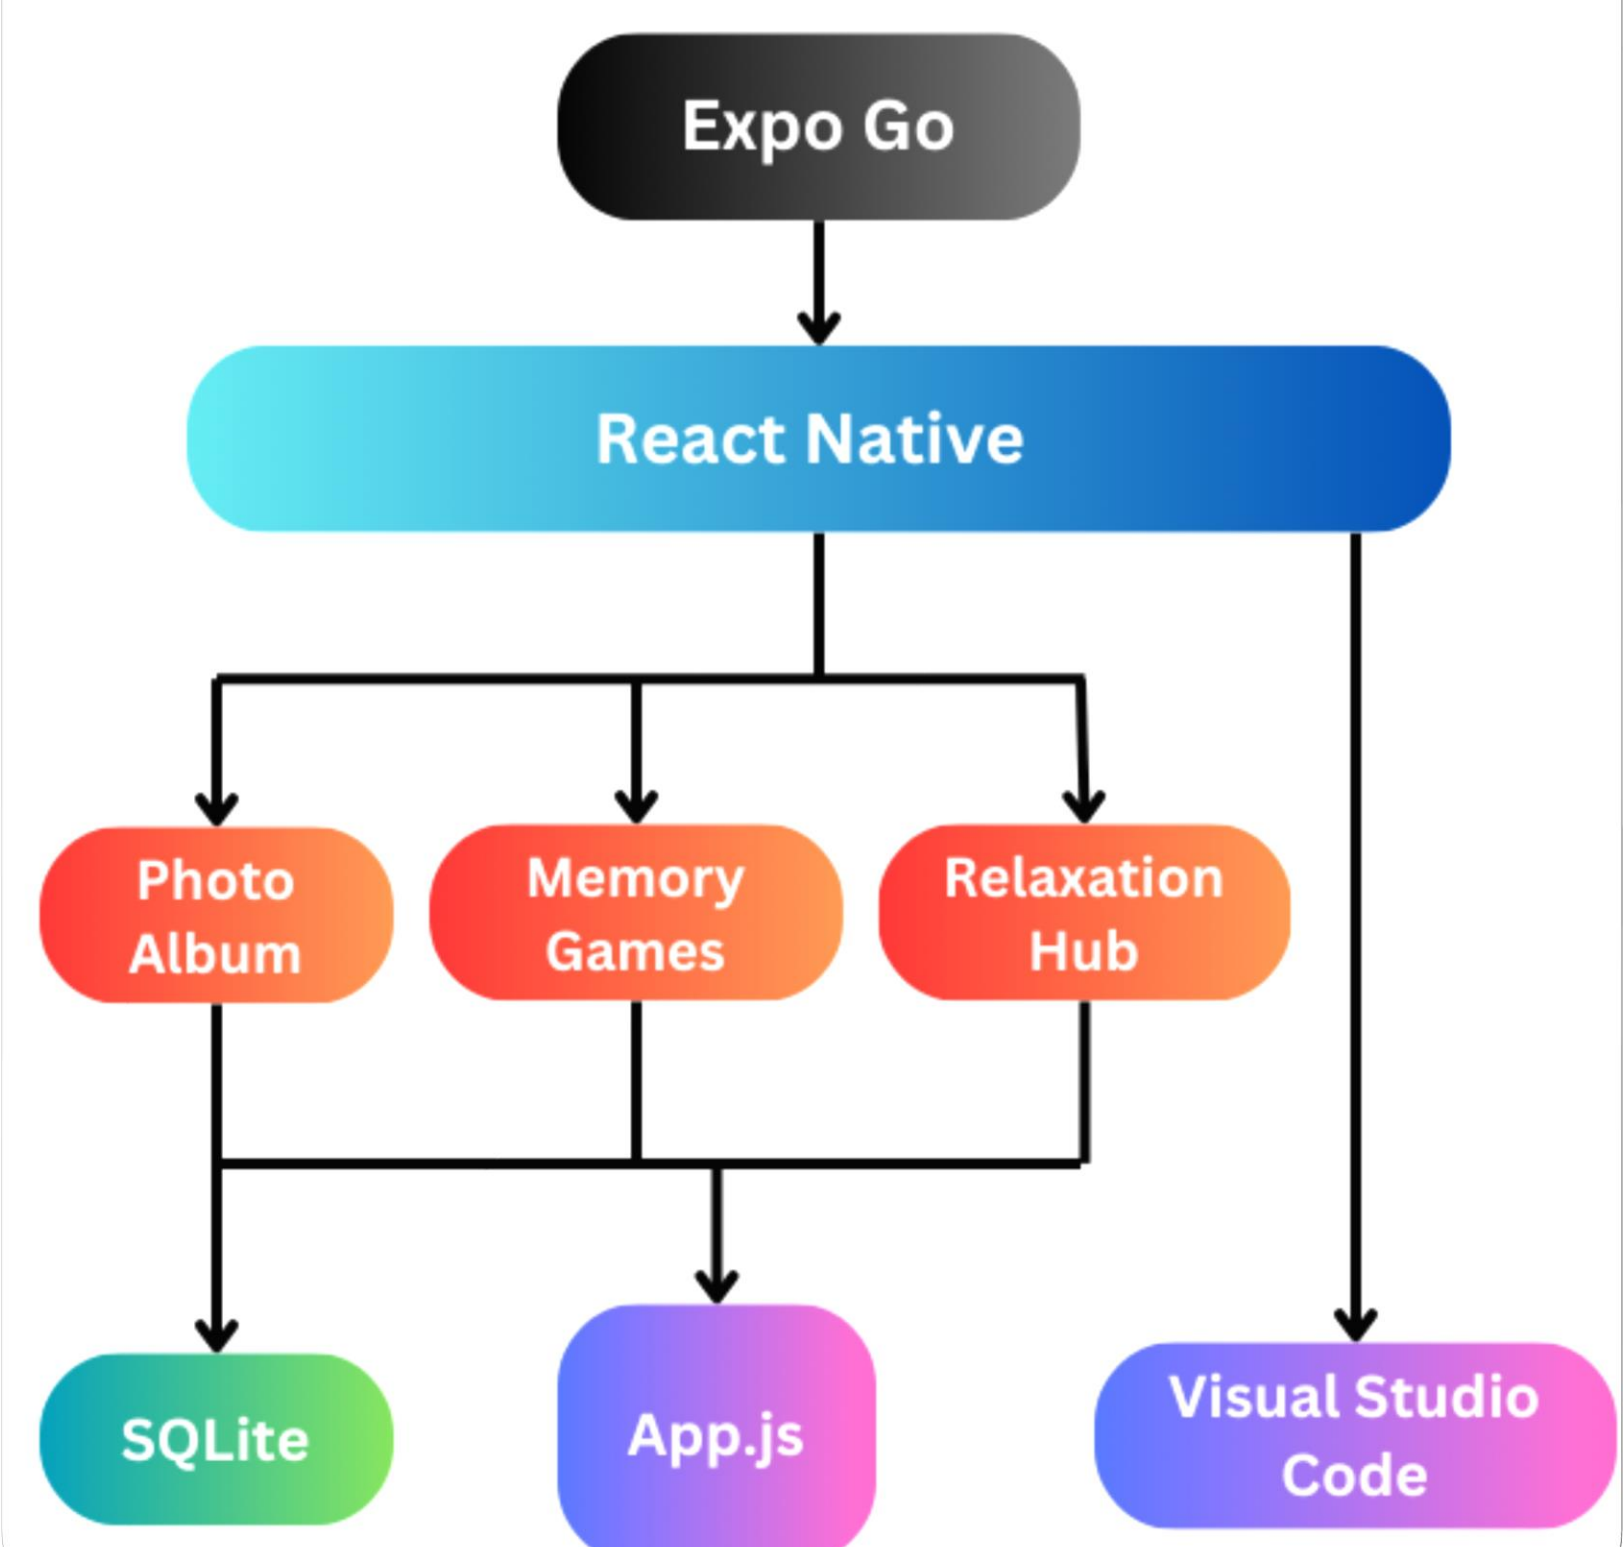 Expo Go
React Native
Photo
Album
Memory
Games
Relaxation
Hub
SQLite
App.js
Visual Studio
Code